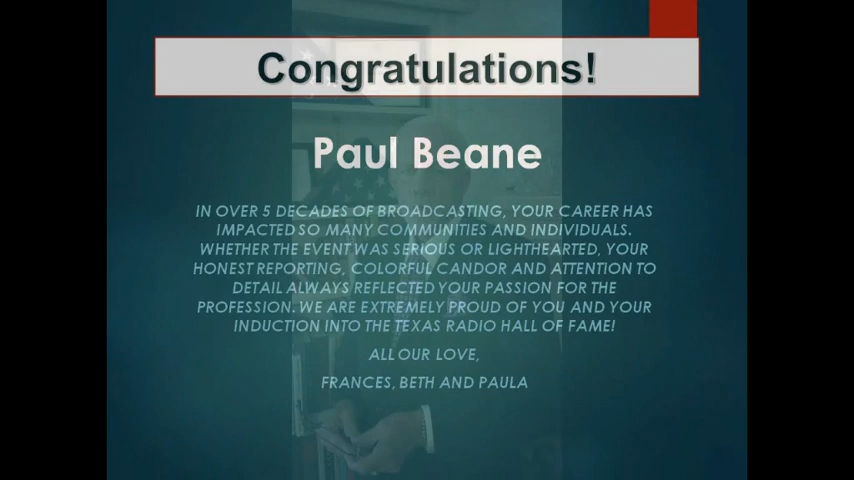 Congratulations!
Paul Beane
IN OVER 5 DECADES OF BROADCASTING, YOUR CAREER HAS
IMPACTED SO MANY COMMUNITIES AND INDIVIDUALS.
WHETHER THE EVENT WAS SERIOUS OR LIGHTHEARTED, YOUR
HONEST REPORTING, COLORFUL CANDOR AND ATTENTION TO
DETAIL ALWAYS REFLECTED YOUR PASSION FOR THE
PROFESSION. WE ARE EXTREMELY PROUD OF YOU AND YOUR
INDUCTION INTO THE TEXAS RADIO HALL OF FAME!
ALL OUR LOVE,
FRANCES, BETH AND PAULA